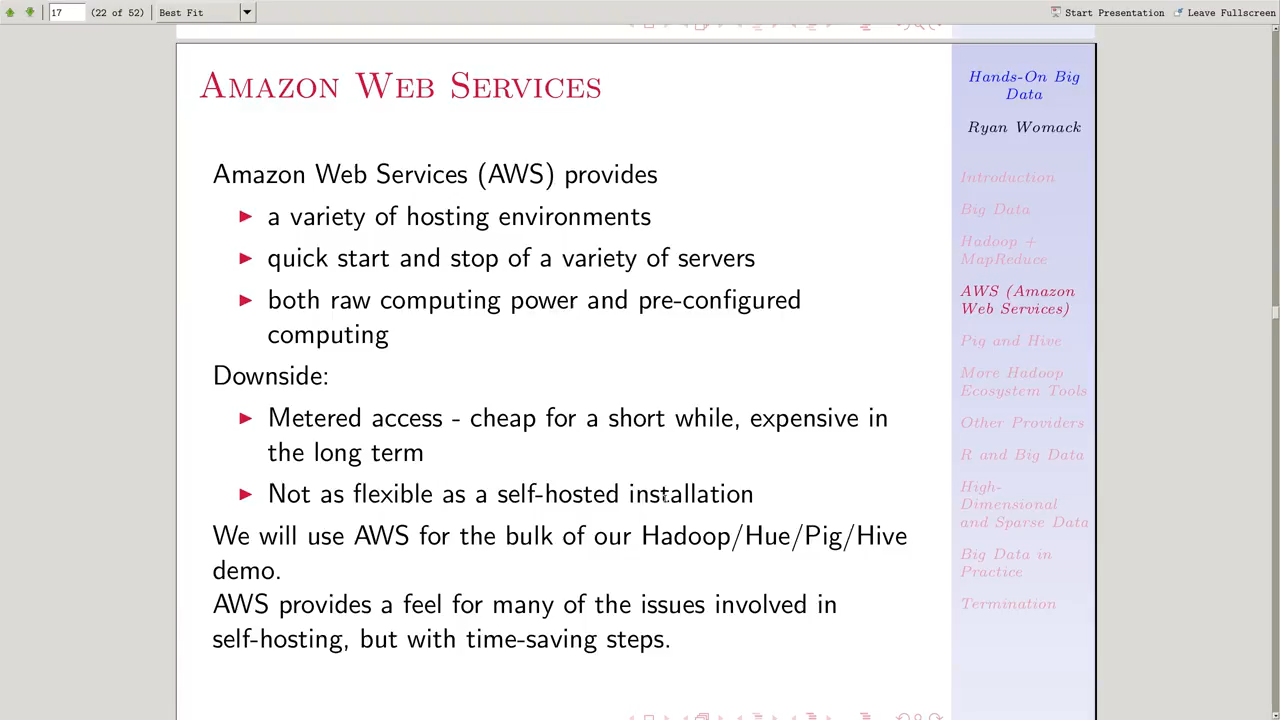 17 (22 of 52) Best Fit Start Presentation Leave Fullscreen
AMAZON WEB SERVICES
Amazon Web Services (AWS) provides
a variety of hosting environments
quick start and stop of a variety of servers
both raw computing power and pre-configured
computing
Downside:
Metered access - cheap for a short while, expensive in
the long term
Not as flexible as a self-hosted installation
We will use AWS for the bulk of our Hadoop/Hue/Pig/Hive
demo.
AWS provides a feel for many of the issues involved in
self-hosting, but with time-saving steps.
Hands-On Big
Data
Ryan Womack
Introduction
Big Data
Hadoop +
MapReduce
AWS (Amazon
Web Services)
Pig and Hive
More Hadoop
Ecosystem Tools
Other Providers
R and Big Data
High-
Dimensional
and Sparse Data
Big Data in
Practice
Termination